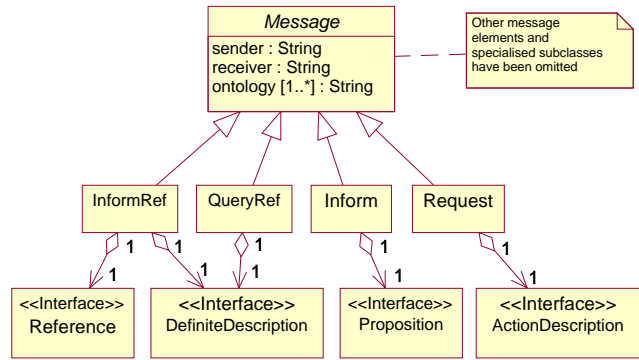 Message
sender : String
receiver : String
ontology [1..*] : String
Other message
elements and
specialised subclasses
have been omitted
InformRef
QueryRef
Inform
Request
1
1
1
1
1
1
1
1
1
1
<<Interface>>
Reference
<<Interface>>
DefiniteDescription
<<Interface>>
Proposition
<<Interface>>
ActionDescription